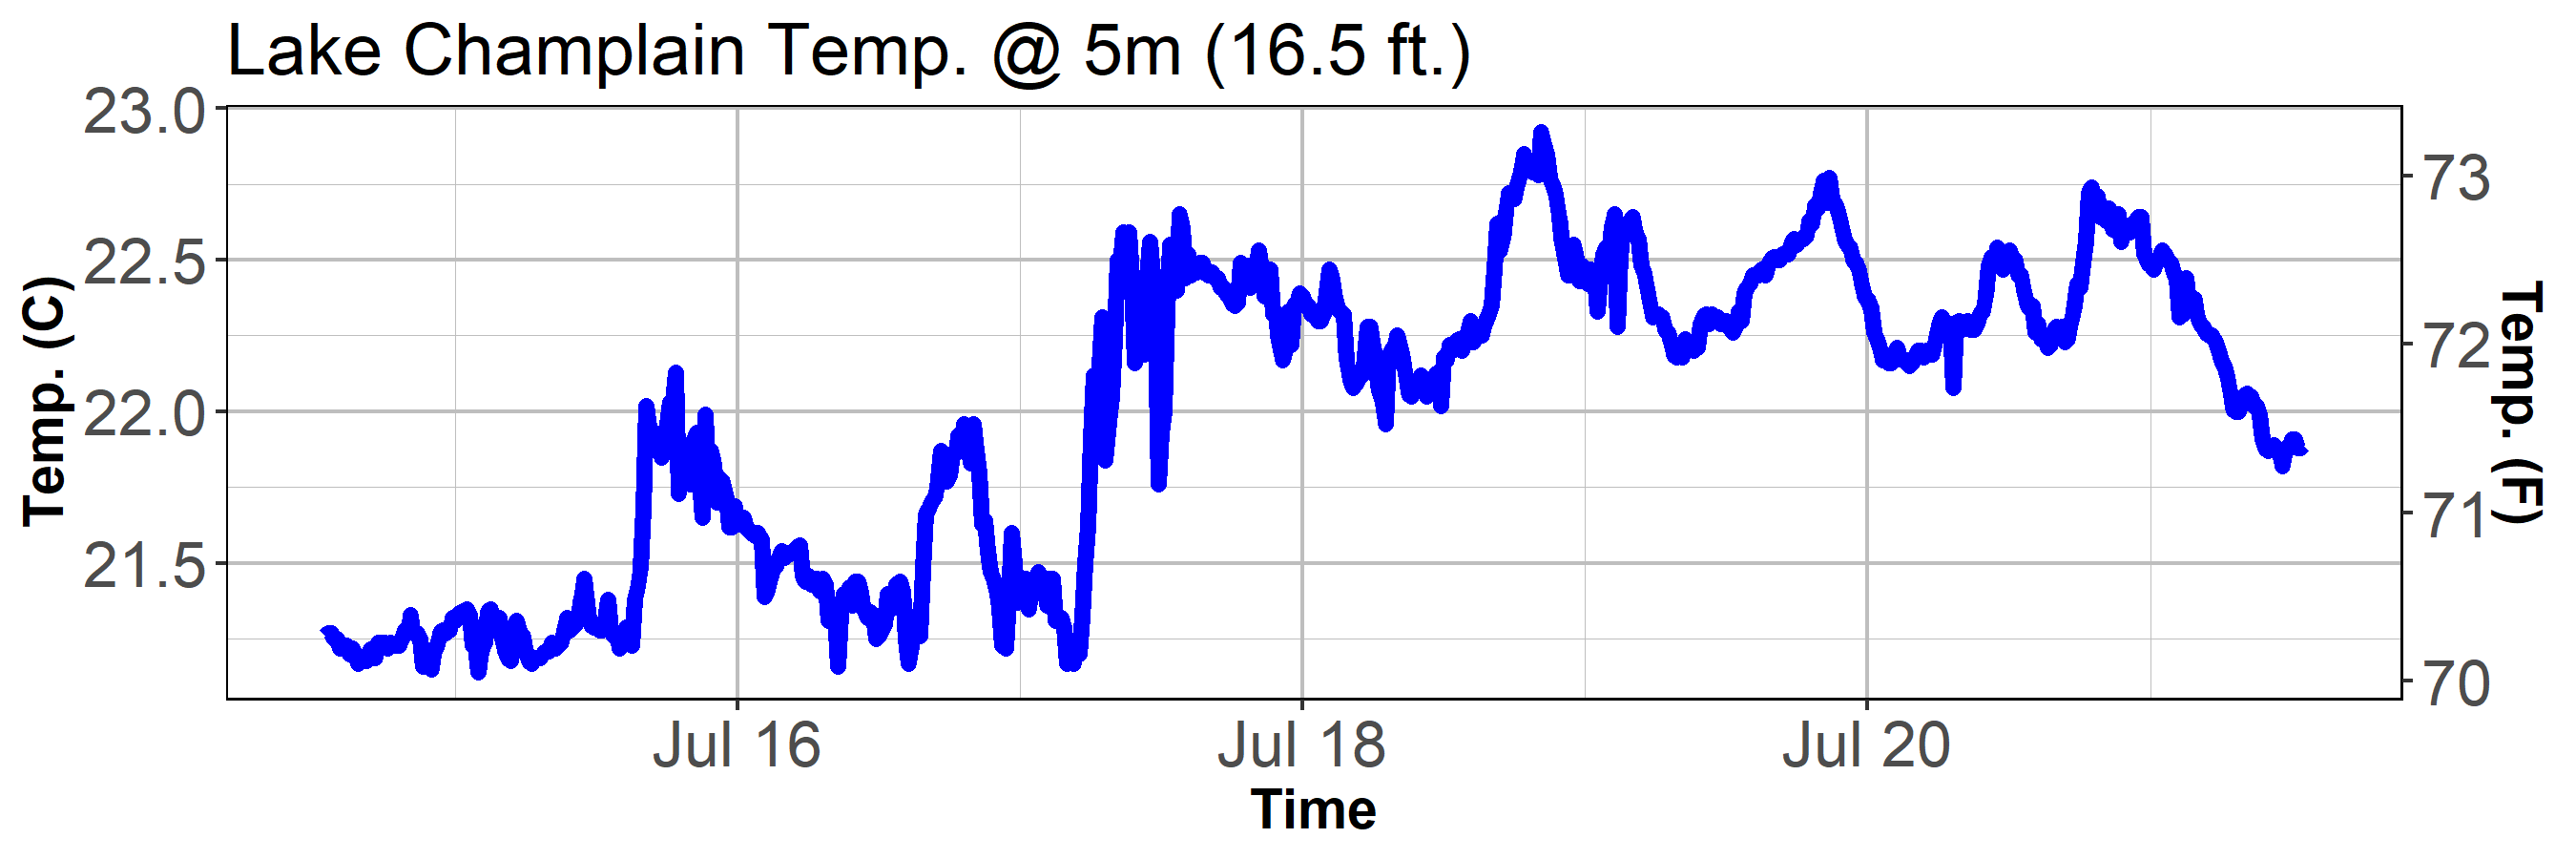 Lake Champlain Temp. @ 5m (16.5 ft.)
23.0
22.5
22.0
21.5
Temp. (C)
73
72
71
70
Temp. (F)
Jul 16 Jul 18 Jul 20
Time